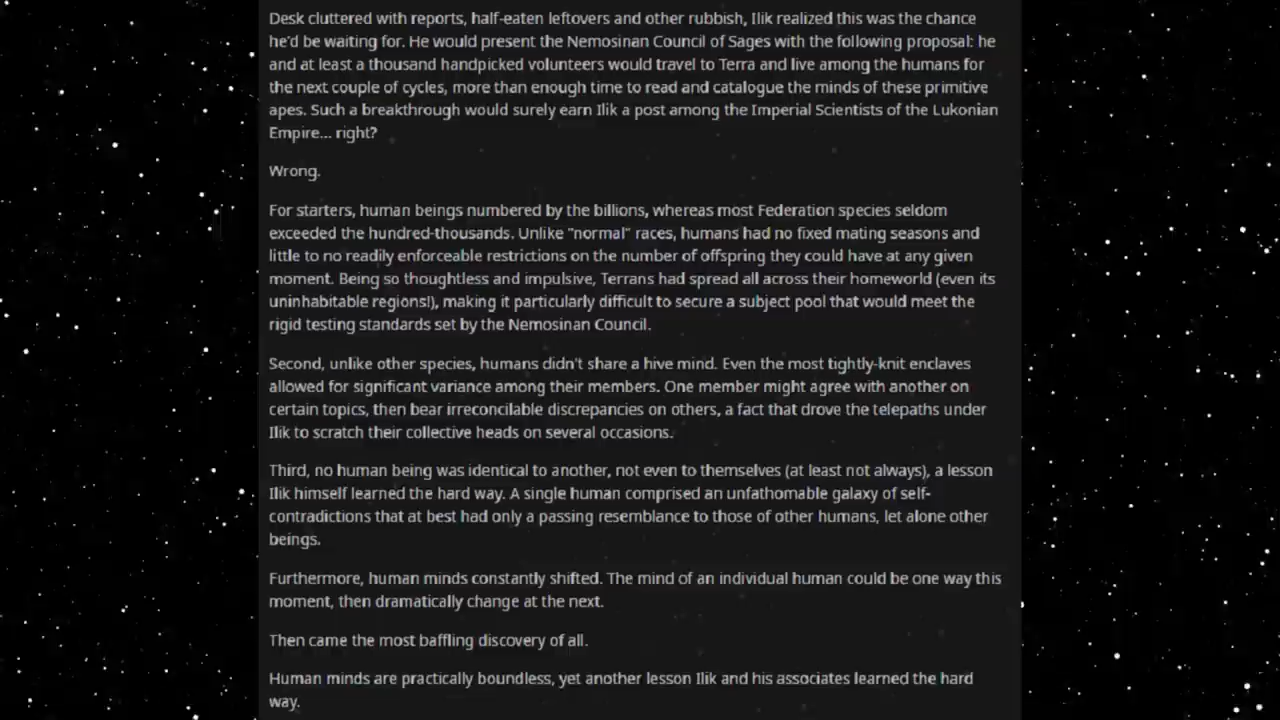 Desk cluttered with reports, half-eaten leftovers and other rubbish, Ilik realized this was the chance
he'd be waiting for. He would present the Nemosinan Council of Sages with the following proposal: he
and at least a thousand handpicked volunteers would travel to Terra and live among the humans for
the next couple of cycles, more than enough time to read and catalogue the minds of these primitive
apes. Such a breakthrough would surely earn Ilik a post among the Imperial Scientists of the Lukonian
Empire... right?
Wrong.
For starters, human beings numbered by the billions, whereas most Federation species seldom
exceeded the hundred-thousands. Unlike "normal" races, humans had no fixed mating seasons and
little to no readily enforceable restrictions on the number of offspring they could have at any given
moment. Being so thoughtless and impulsive, Terrans had spread all across their homeworld (even its
uninhabitable regions!), making it particularly difficult to secure a subject pool that would meet the
rigid testing standards set by the Nemosinan Council.
Second, unlike other species, humans didn't share a hive mind. Even the most tightly-knit enclaves
allowed for significant variance among their members. One member might agree with another on
certain topics, then bear irreconcilable discrepancies on others, a fact that drove the telepaths under
Ilik to scratch their collective heads on several occasions.
Third, no human being was identical to another, not even to themselves (at least not always), a lesson
Ilik himself learned the hard way. A single human comprised an unfathomable galaxy of self-
contradictions that at best had only a passing resemblance to those of other humans, let alone other
beings.
Furthermore, human minds constantly shifted. The mind of an individual human could be one way this
moment, then dramatically change at the next.
Then came the most baffling discovery of all.
Human minds are practically boundless, yet another lesson Ilik and his associates learned the hard
way.